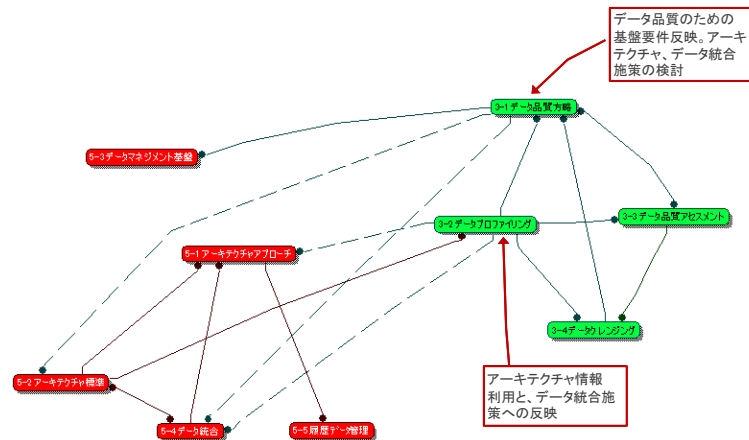 データ品質のための
基盤要件反映。アーキ
テクチャ、データ統合
施策の検討
3-1データ品質方略
5-3データマネジメント基盤
3-3データ品質アセスメント
3-2データプロファイリング
5-1アーキテクチャアプローチ
3-4データクレンジング
5-2アーキテクチャ標準
アーキテクチャ情報
利用と、データ統合施
策への反映
5-4データ統合
5-5履歴データ管理